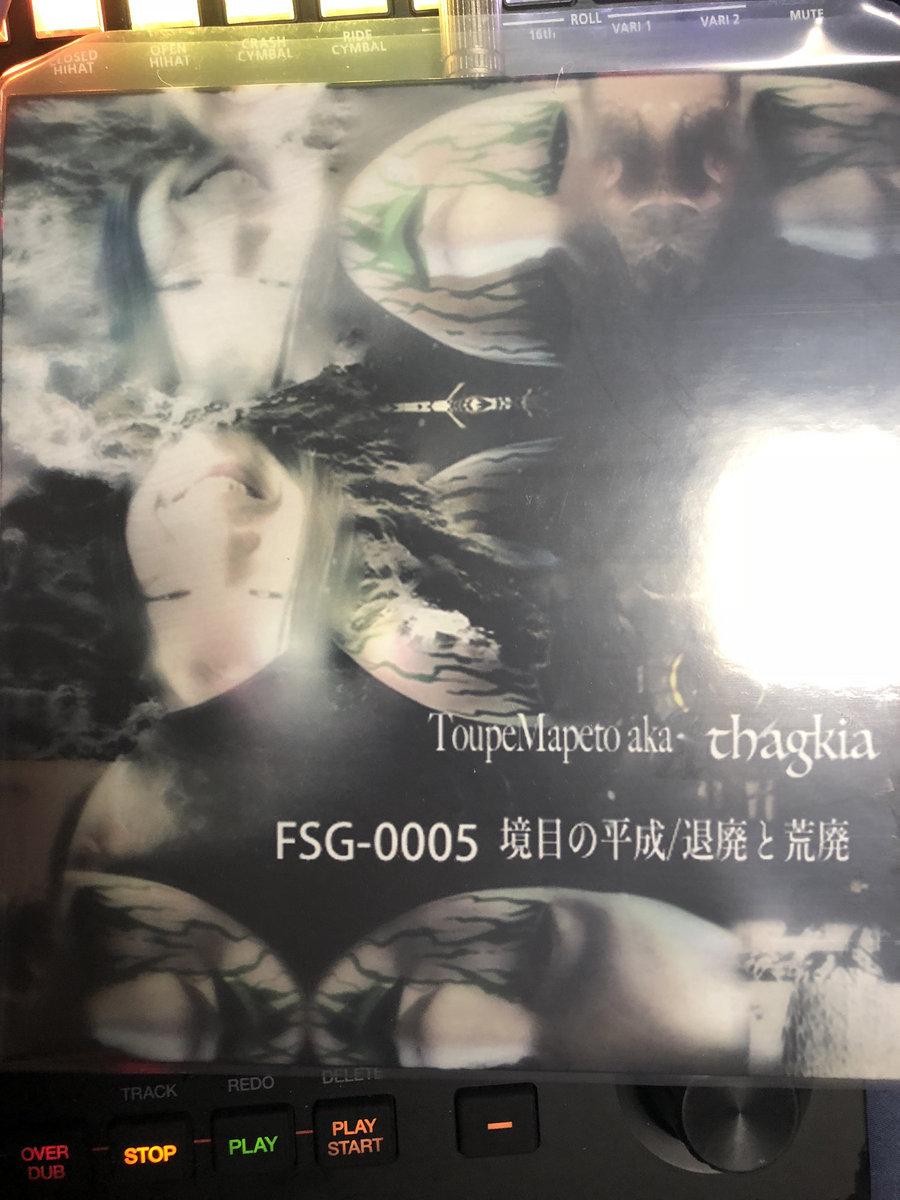 CLOSED HIHAT
OPEN HIHAT
CRASH CYMBAL
RIDE CYMBAL
ROLL
16th
VARI 1
VARI 2
MUTE
ToupeMapeto aka thagkia
FSG-0005 境目の平成/退廃と荒廃
TRACK
REDO
DELETE
OVER DUB
STOP
PLAY
PLAY START